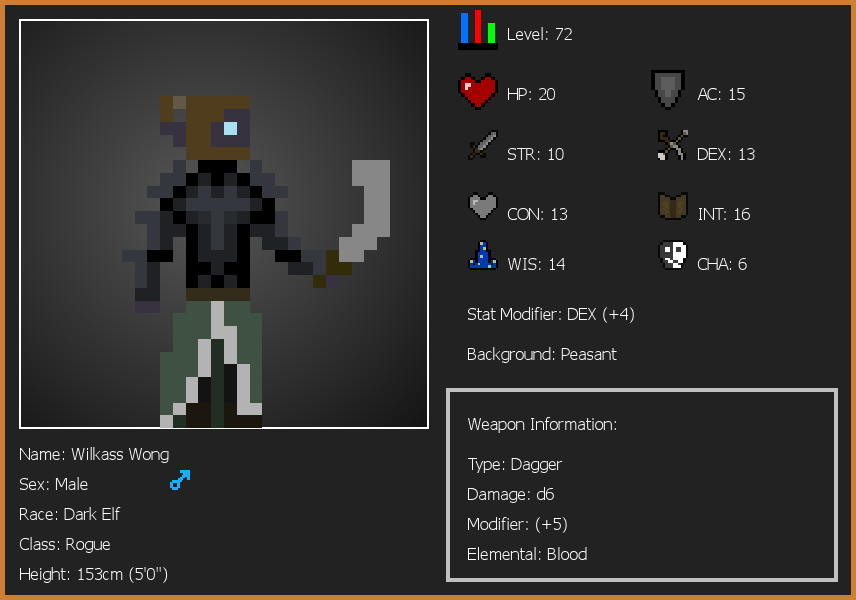 Level: 72
HP: 20
AC: 15
STR: 10
DEX: 13
CON: 13
INT: 16
WIS: 14
CHA: 6
Stat Modifier: DEX (+4)
Background: Peasant
Weapon Information:
Type: Dagger
Damage: d6
Modifier: (+5)
Elemental: Blood
Name: Wilkass Wong
Sex: Male
Race: Dark Elf
Class: Rogue
Height: 153cm (5'0")